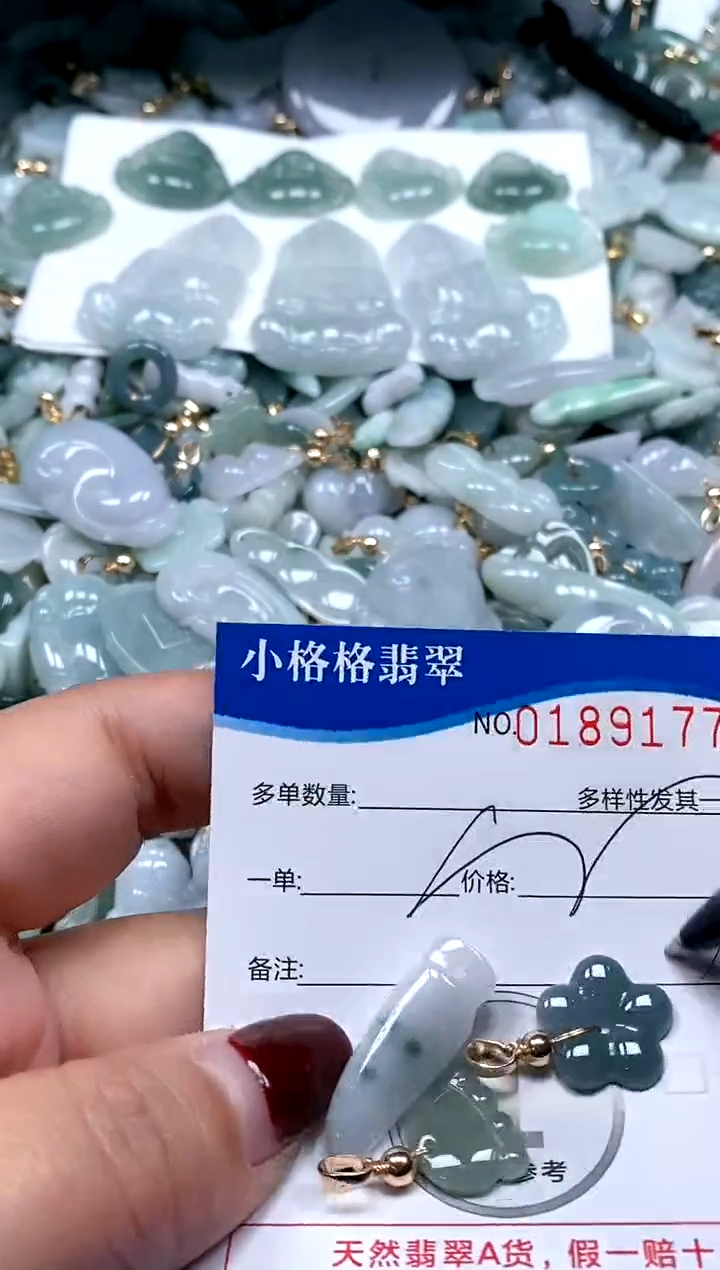 小格格翡翠
NO.0189177
多单数量:
多样性发其一
一单:
价格:
备注:
参考
天然翡翠A货，假一赔十